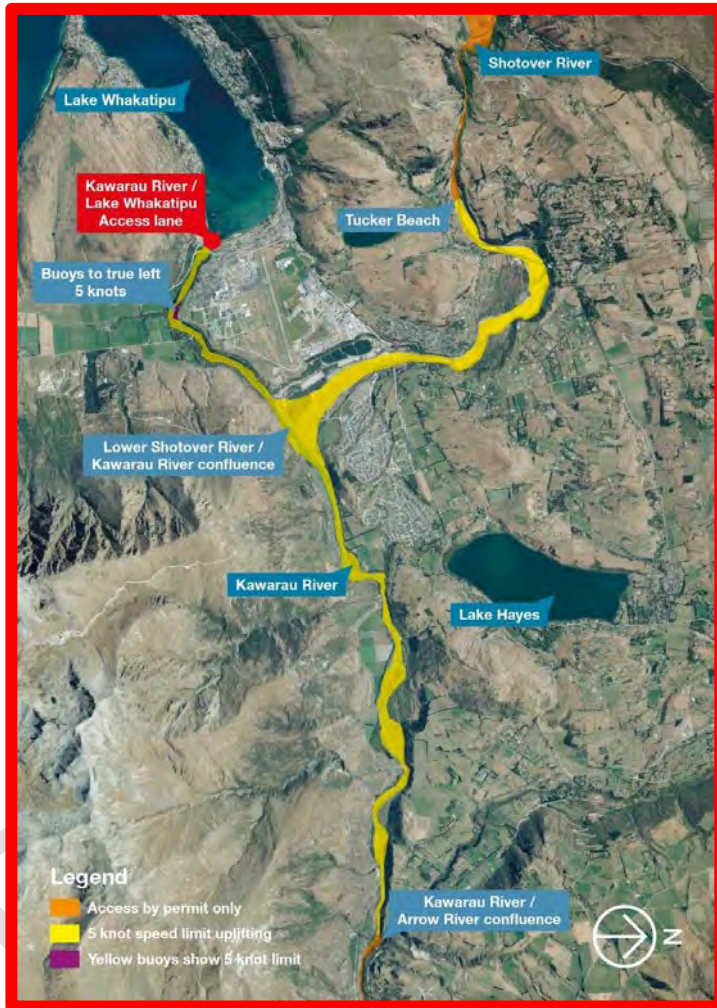 Shotover River
Lake Whakatipu
Kawarau River /
Lake Whakatipu
Access lane
Tucker Beach
Buoys to true left
5 knots
Lower Shotover River /
Kawarau River confluence
Kawarau River
Lake Hayes
Legend
Access by permit only
5 knot speed limit uplifting
Yellow buoys show 5 knot limit
Kawarau River /
Arrow River confluence
N